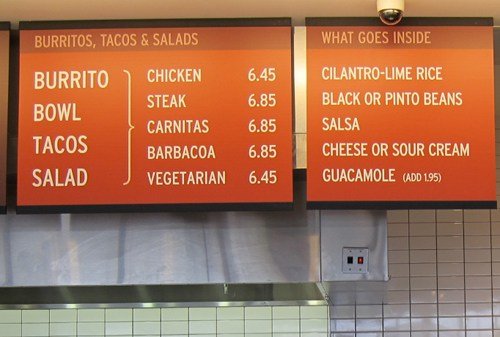 BURRITOS, TACOS & SALADS
BURRITO
BOWL
TACOS
SALAD
CHICKEN 6.45
STEAK 6.85
CARNITAS 6.85
BARBACOA 6.85
VEGETARIAN 6.45
WHAT GOES INSIDE
CILANTRO-LIME RICE
BLACK OR PINTO BEANS
SALSA
CHEESE OR SOUR CREAM
GUACAMOLE (ADD 1.95)